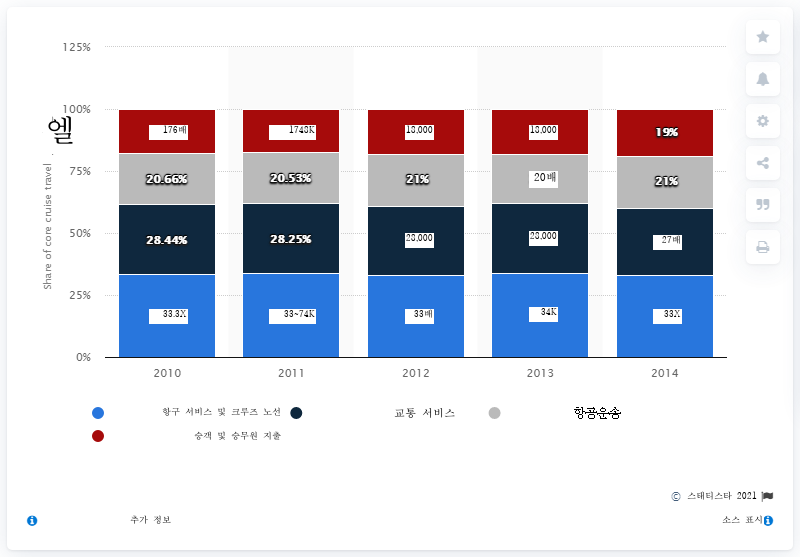 125%
100%
75%
50%
25%
0%
엘
Share of core cruise travel
176배 1748K 18,000 18,000 19%
20.66% 20.53% 21% 20배 21%
28.44% 28.25% 23,000 23,000 27배
33.3X 33~74K 33배 34K 33X
2010 2011 2012 2013 2014
항구 서비스 및 크루즈 노선 교통 서비스 항공운송
승객 및 승무원 지출
© 스태티스타 2021
추가 정보 소스 표시